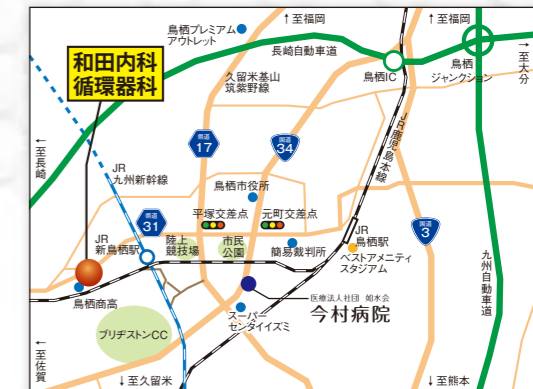 ↑至福岡
↑至福岡
鳥栖プレミアム
アウトレット
長崎自動車道
→至大分
和田内科
循環器科
久留米基山
筑紫野線
鳥栖IC
鳥栖
ジャンクション
←至長崎
JR鹿児島本線
県道
17
国道
34
JR
九州新幹線
鳥栖市役所
平塚交差点
元町交差点
県道
31
国道
3
JR
新鳥栖駅
陸上
競技場
市民
公園
簡易裁判所
JR
鳥栖駅
ベストアメニティ
スタジアム
九州自動車道
鳥栖商高
医療法人社団 如水会
今村病院
スーパー
センタイイズミ
ブリヂストンCC
←至佐賀
↓至久留米
↓至熊本